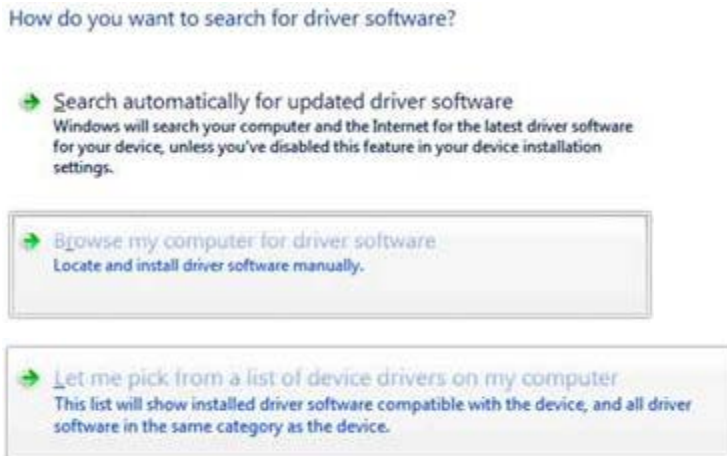 How do you want to search for driver software?
Search automatically for updated driver software
Windows will search your computer and the Internet for the latest driver software
for your device, unless you've disabled this feature in your device installation
settings.
Browse my computer for driver software
Locate and install driver software manually.
Let me pick from a list of device drivers on my computer
This list will show installed driver software compatible with the device, and all driver
software in the same category as the device.